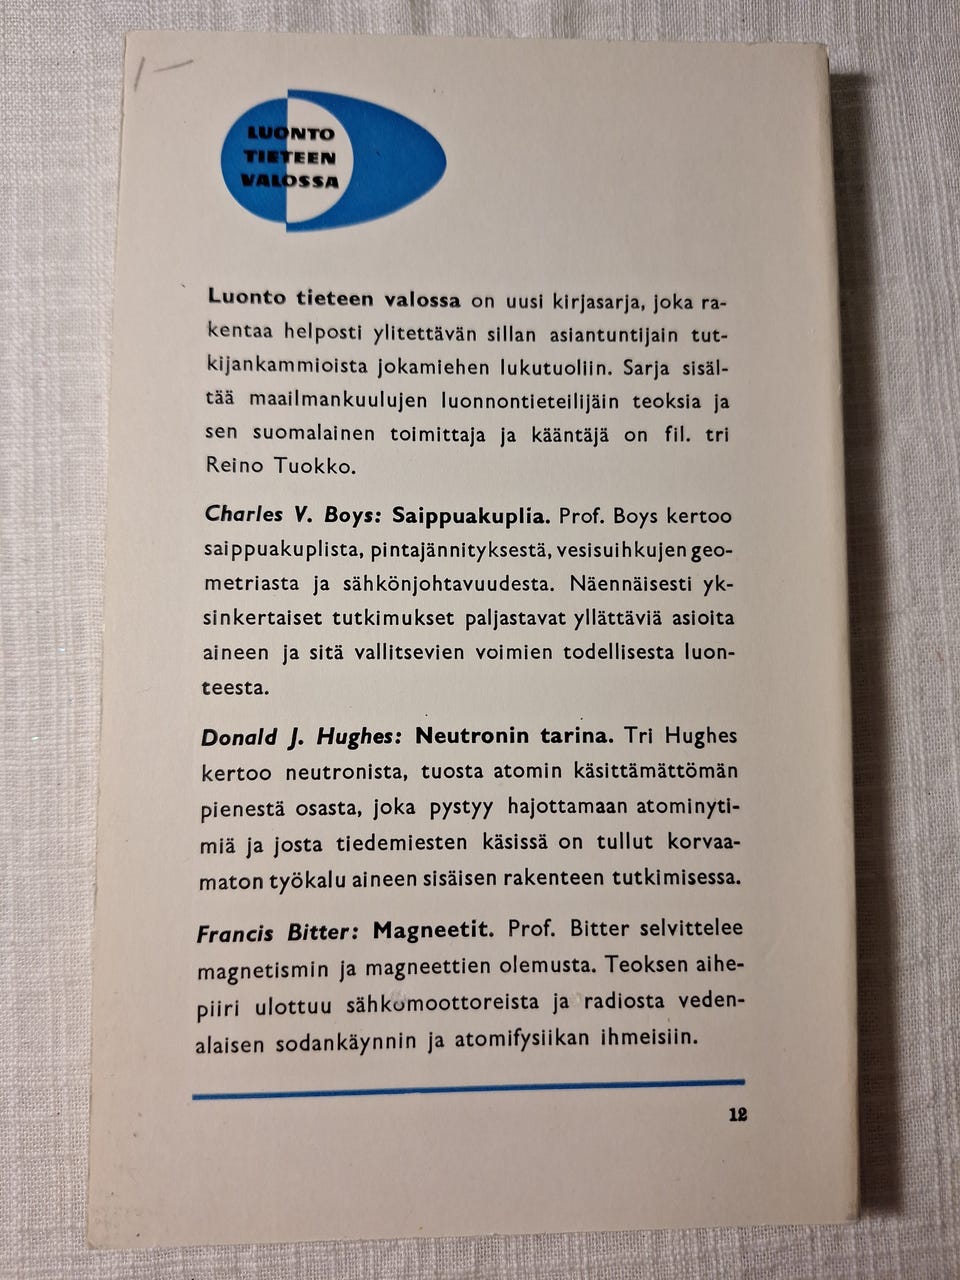 1 —
LUONTO
TIETEEN
VALOSSA
Luonto tieteen valossa on uusi kirjasarja, joka ra-
kentaa helposti ylitettävän sillan asiantuntijain tut-
kijankammioista jokamiehen lukutuoliin. Sarja sisäl-
tää maailmankuulujen luonnontieteilijäin teoksia ja
sen suomalainen toimittaja ja kääntäjä on fil. tri
Reino Tuokko.
Charles V. Boys: Saippuakuplia. Prof. Boys kertoo
saippuakuplista, pintajännityksestä, vesisuihkujen geo-
metriasta ja sähkönjohtavuudesta. Näennäisesti yk-
sinkertaiset tutkimukset paljastavat yllättäviä asioita
aineen ja sitä vallitsevien voimien todellisesta luon-
teesta.
Donald J. Hughes: Neutronin tarina. Tri Hughes
kertoo neutronista, tuosta atomin käsittämättömän
pienestä osasta, joka pystyy hajottamaan atominyti-
miä ja josta tiedemiesten käsissä on tullut korvaa-
maton työkalu aineen sisäisen rakenteen tutkimisessa.
Francis Bitter: Magneetit. Prof. Bitter selvittelee
magnetismin ja magneettien olemusta. Teoksen aihe-
piiri ulottuu sähkömoottoreista ja radiosta veden-
alaisen sodankäynnin ja atomifysiikan ihmeisiin.
12